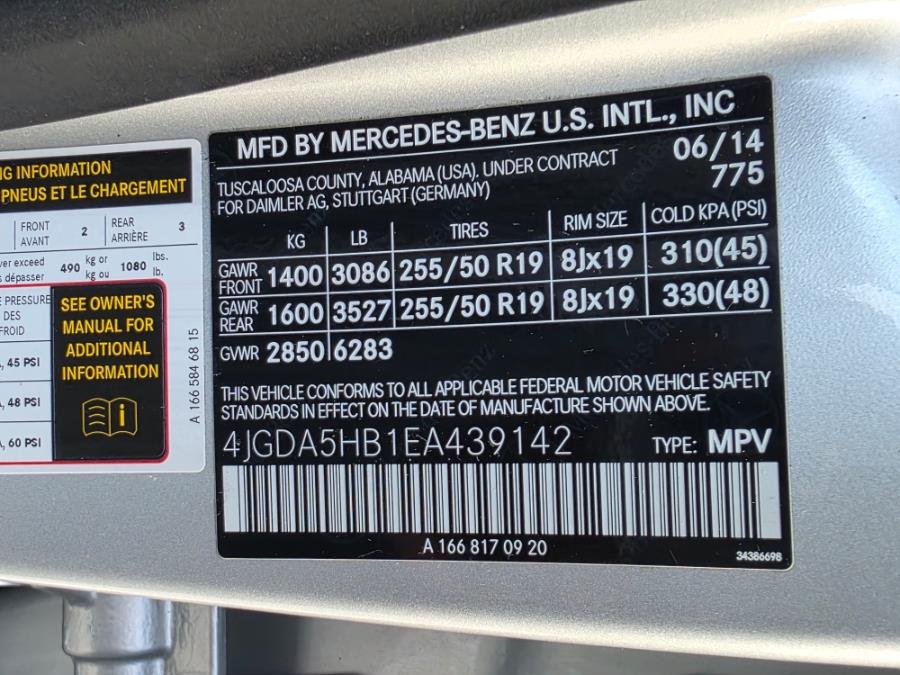 NG INFORMATION
PNEUS ET LE CHARGEMENT
FRONT
AVANT
2
REAR
ARRIÈRE
3
ver exceed
s dépasser
490
kg or
kg ou
1080
lb.
lb.
PRESSURE
DES
FROID
, 45 PSI
, 48 PSI
, 60 PSI
SEE OWNER'S
MANUAL FOR
ADDITIONAL
INFORMATION
A 166 584 68 15
MFD BY MERCEDES-BENZ U.S. INTL., INC
TUSCALOOSA COUNTY, ALABAMA (USA). UNDER CONTRACT 06/14
FOR DAIMLER AG, STUTTGART (GERMANY) 775
KG LB TIRES RIM SIZE COLD KPA (PSI)
GAWR FRONT 1400 3086 255/50 R19 8Jx19 310(45)
GAWR REAR 1600 3527 255/50 R19 8Jx19 330(48)
GVWR 2850 6283
THIS VEHICLE CONFORMS TO ALL APPLICABLE FEDERAL MOTOR VEHICLE SAFETY
STANDARDS IN EFFECT ON THE DATE OF MANUFACTURE SHOWN ABOVE.
4JGDA5HB1EA439142 TYPE: MPV
A 166 817 09 20
34386698